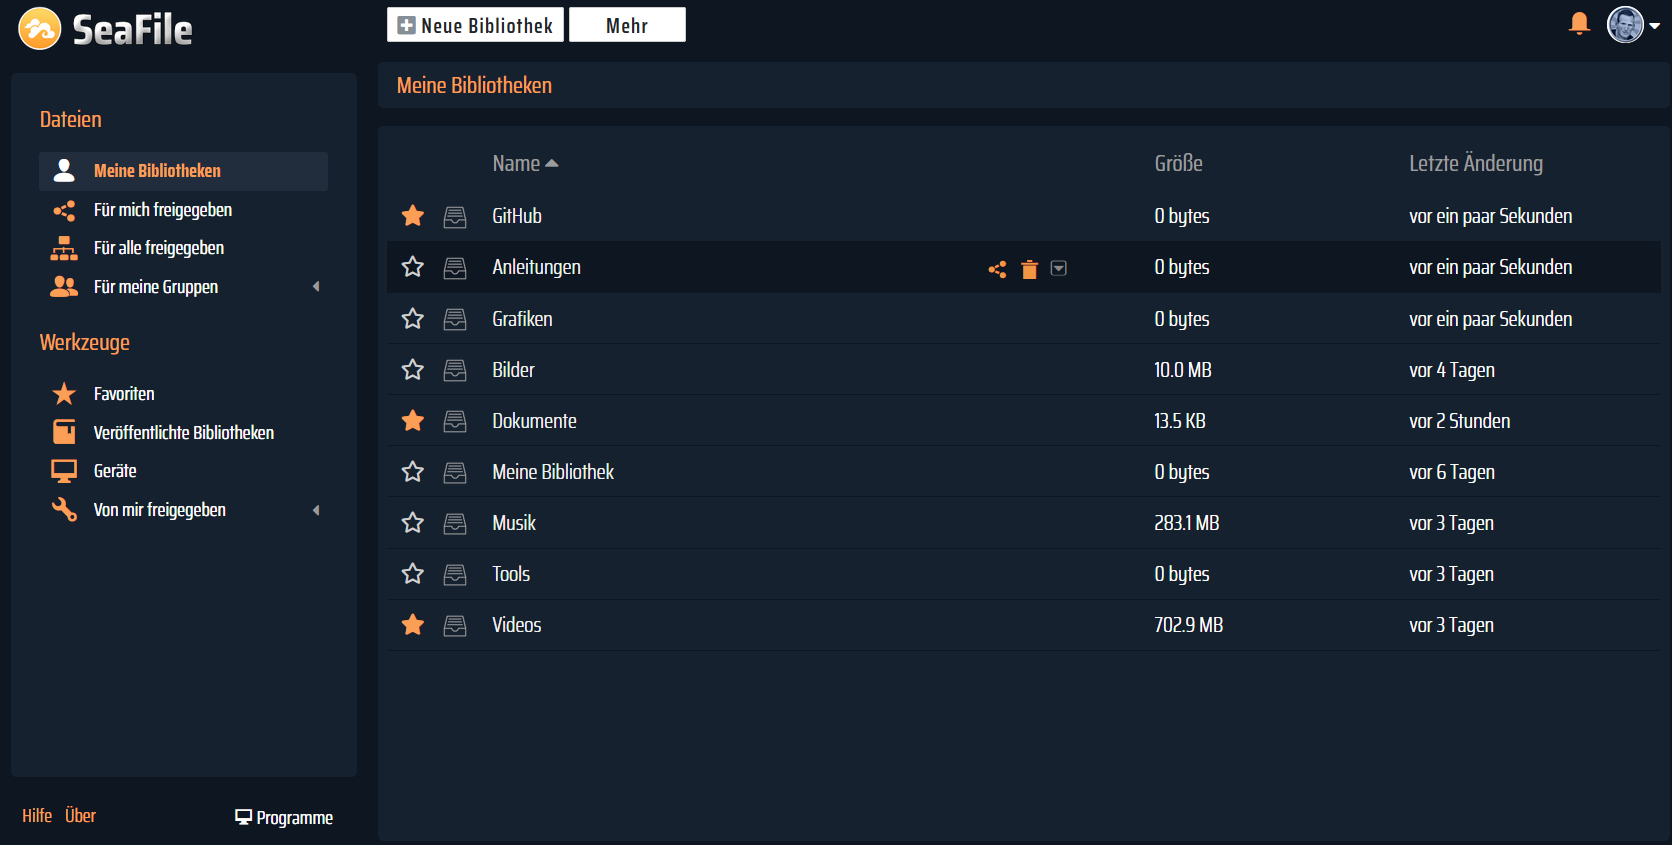 SeaFile
Neue Bibliothek Mehr
Dateien
Meine Bibliotheken
Für mich freigegeben
Für alle freigegeben
Für meine Gruppen
Werkzeuge
Favoriten
Veröffentlichte Bibliotheken
Geräte
Von mir freigegeben
Hilfe Über Programme
Meine Bibliotheken
Name Größe Letzte Änderung
GitHub 0 bytes vor ein paar Sekunden
Anleitungen 0 bytes vor ein paar Sekunden
Grafiken 0 bytes vor ein paar Sekunden
Bilder 10.0 MB vor 4 Tagen
Dokumente 13.5 KB vor 2 Stunden
Meine Bibliothek 0 bytes vor 6 Tagen
Musik 283.1 MB vor 3 Tagen
Tools 0 bytes vor 3 Tagen
Videos 702.9 MB vor 3 Tagen